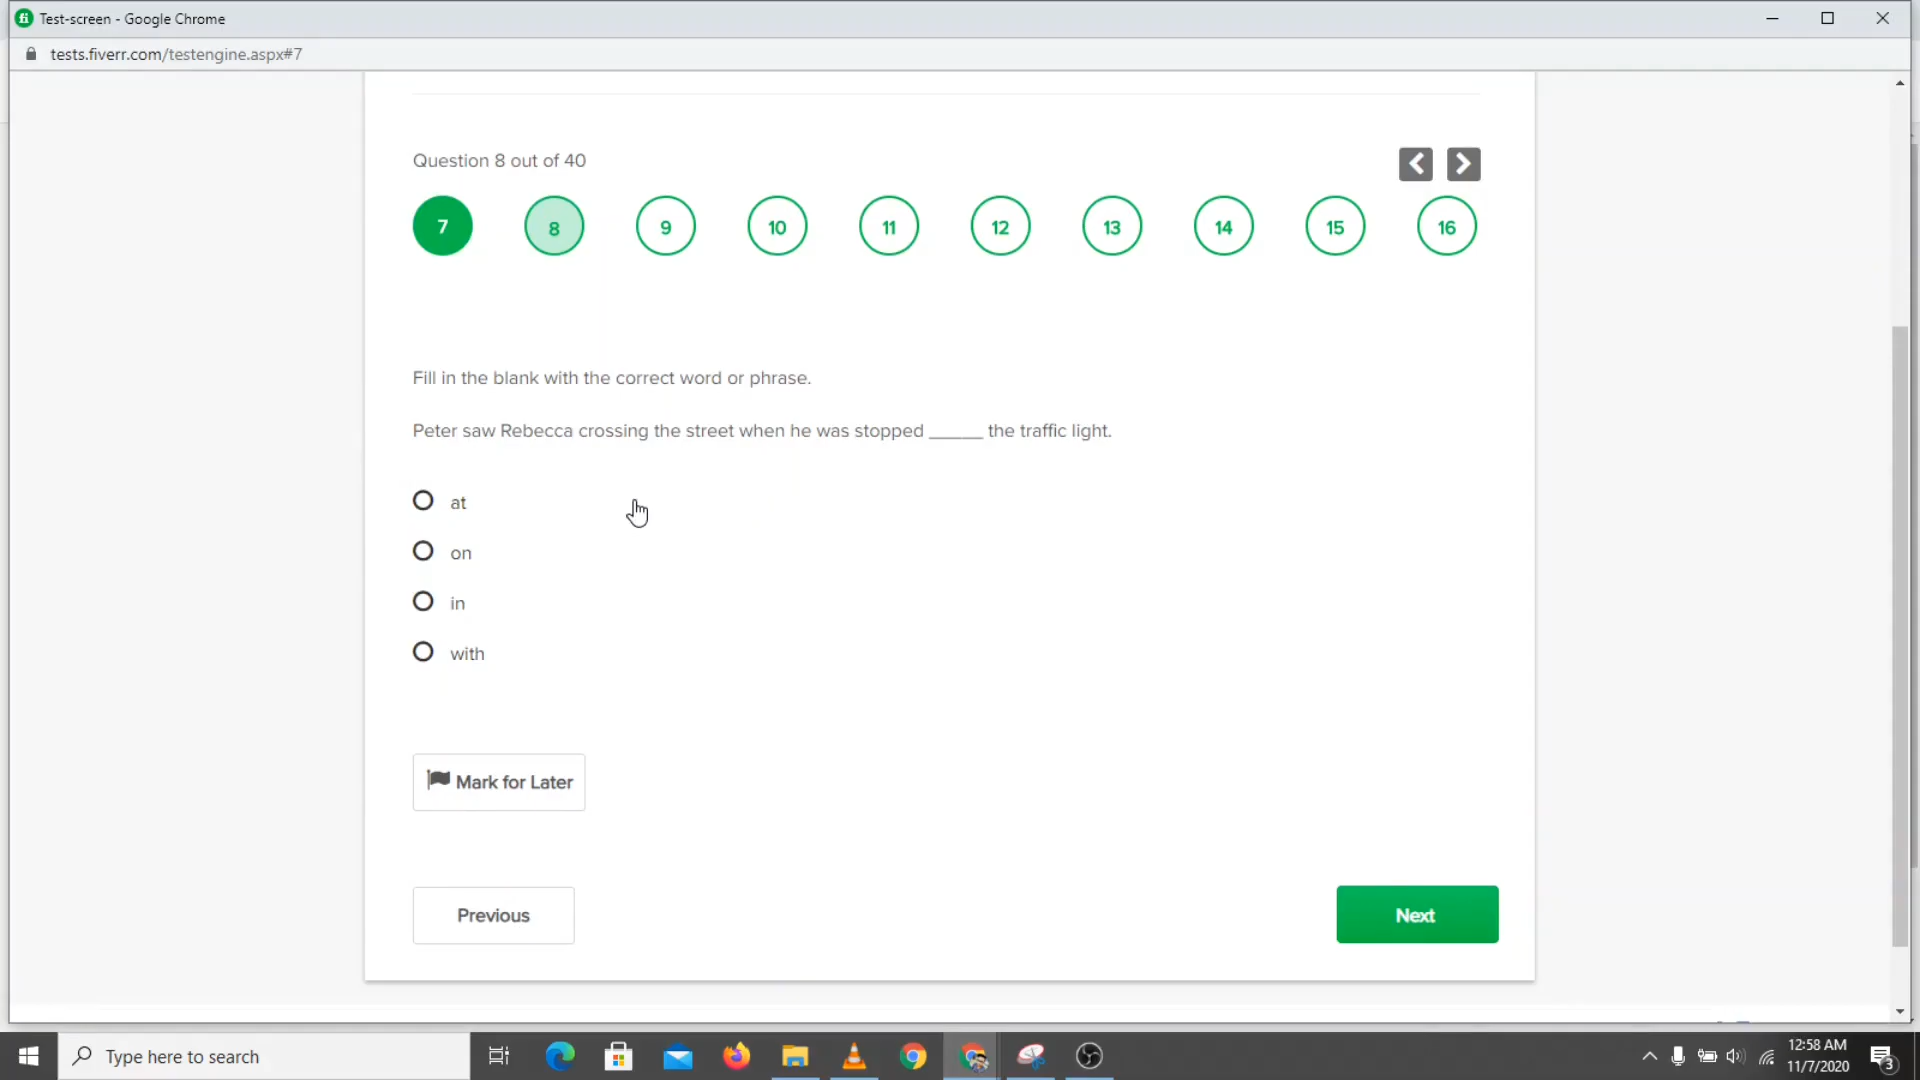 Test-screen - Google Chrome
tests.fiverr.com/testengine.aspx#7
Question 8 out of 40
7 8 9 10 11 12 13 14 15 16
Fill in the blank with the correct word or phrase.
Peter saw Rebecca crossing the street when he was stopped _____ the traffic light.
at
on
in
with
Mark for Later
Previous
Next
Type here to search
12:58 AM
11/7/2020
3